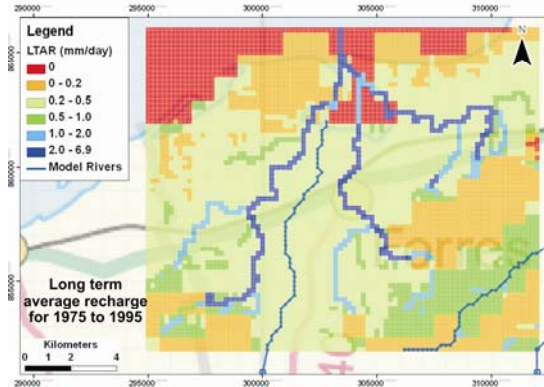 290000 295000 300000 305000 310000
Legend
LTAR (mm/day)
0
0 - 0.2
0.2 - 0.5
0.5 - 1.0
1.0 - 2.0
2.0 - 6.9
Model Rivers
N
865000
860000
855000
Forres
Long term
average recharge
for 1975 to 1995
Kilometers
0 1 2 4
290000 295000 300000 305000 310000